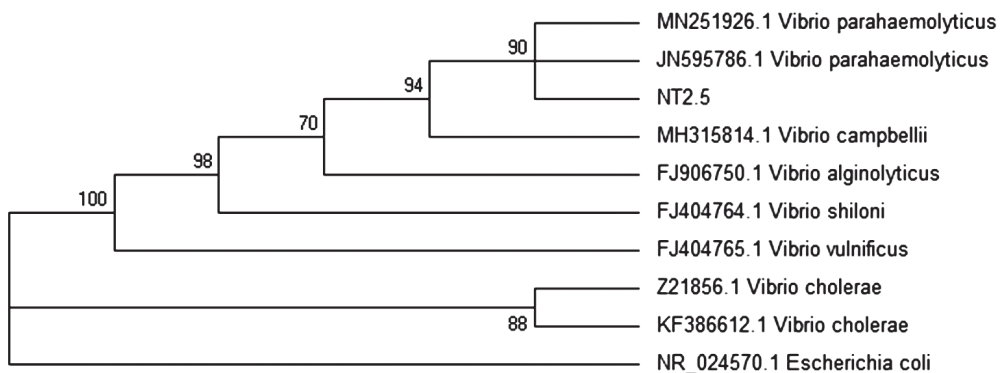 MN251926.1 Vibrio parahaemolyticus
90
JN595786.1 Vibrio parahaemolyticus
94
NT2.5
70
MH315814.1 Vibrio campbellii
98
FJ906750.1 Vibrio alginolyticus
100
FJ404764.1 Vibrio shiloni
FJ404765.1 Vibrio vulnificus
Z21856.1 Vibrio cholerae
88
KF386612.1 Vibrio cholerae
NR_024570.1 Escherichia coli